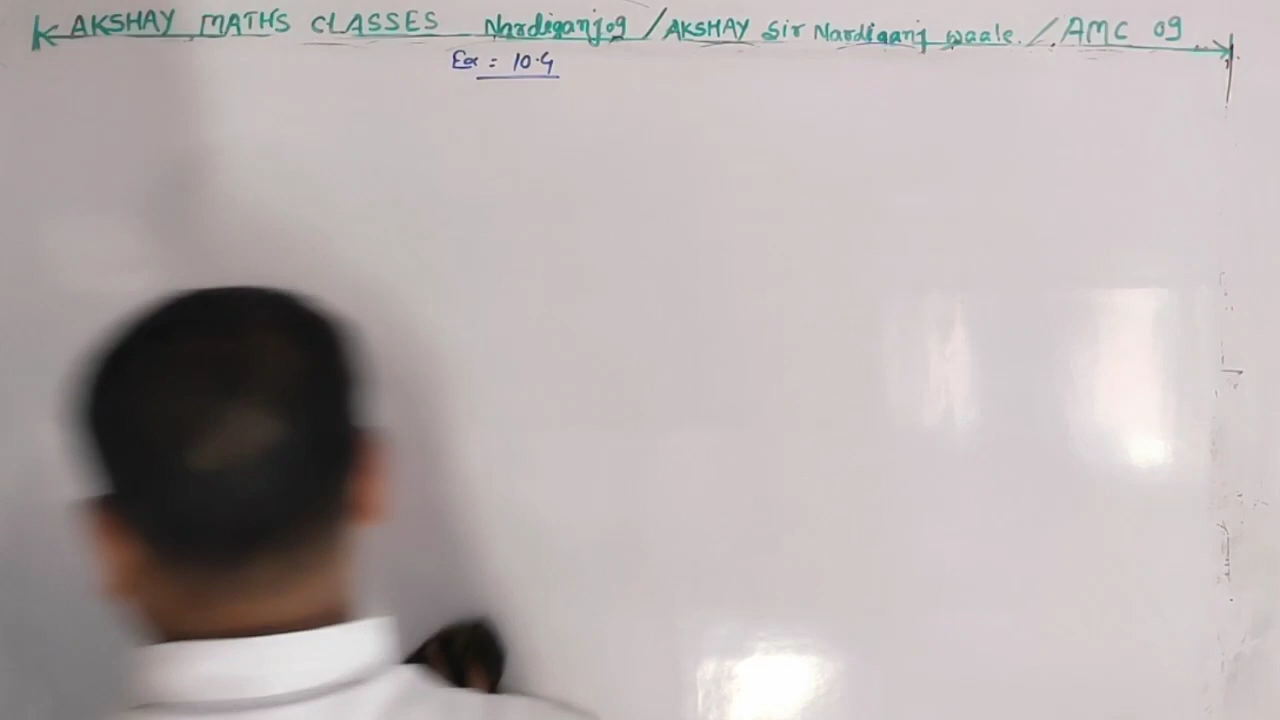 AKSHAY MATHS CLASSES Nardiganj09 / AKSHAY Sir Nardiganj waale. / AMC 09
Ex = 10.4